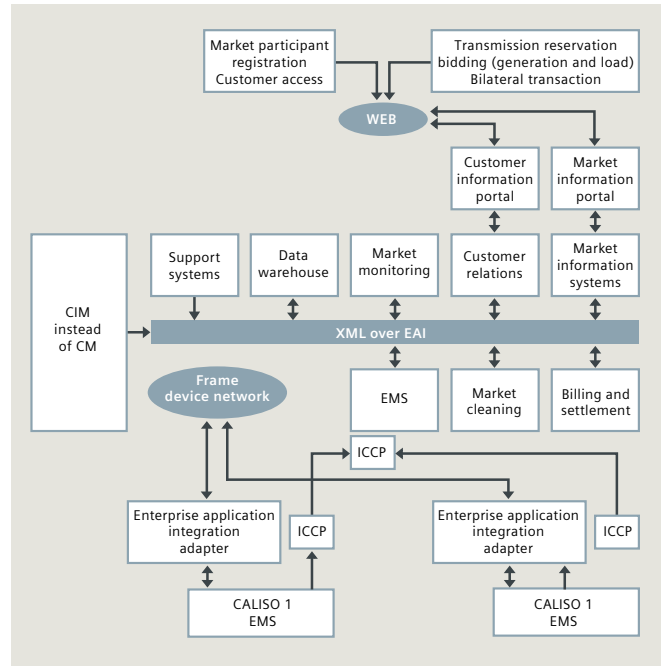 Market participant
registration
Customer access
Transmission reservation
bidding (generation and load)
Bilateral transaction
WEB
Customer
information
portal
Market
information
portal
CIM
instead
of CM
Support
systems
Data
warehouse
Market
monitoring
Customer
relations
Market
information
systems
XML over EAI
Frame
device network
EMS
Market
cleaning
Billing and
settlement
ICCP
Enterprise application
integration
adapter
ICCP
Enterprise application
integration
adapter
ICCP
CALISO 1
EMS
CALISO 1
EMS